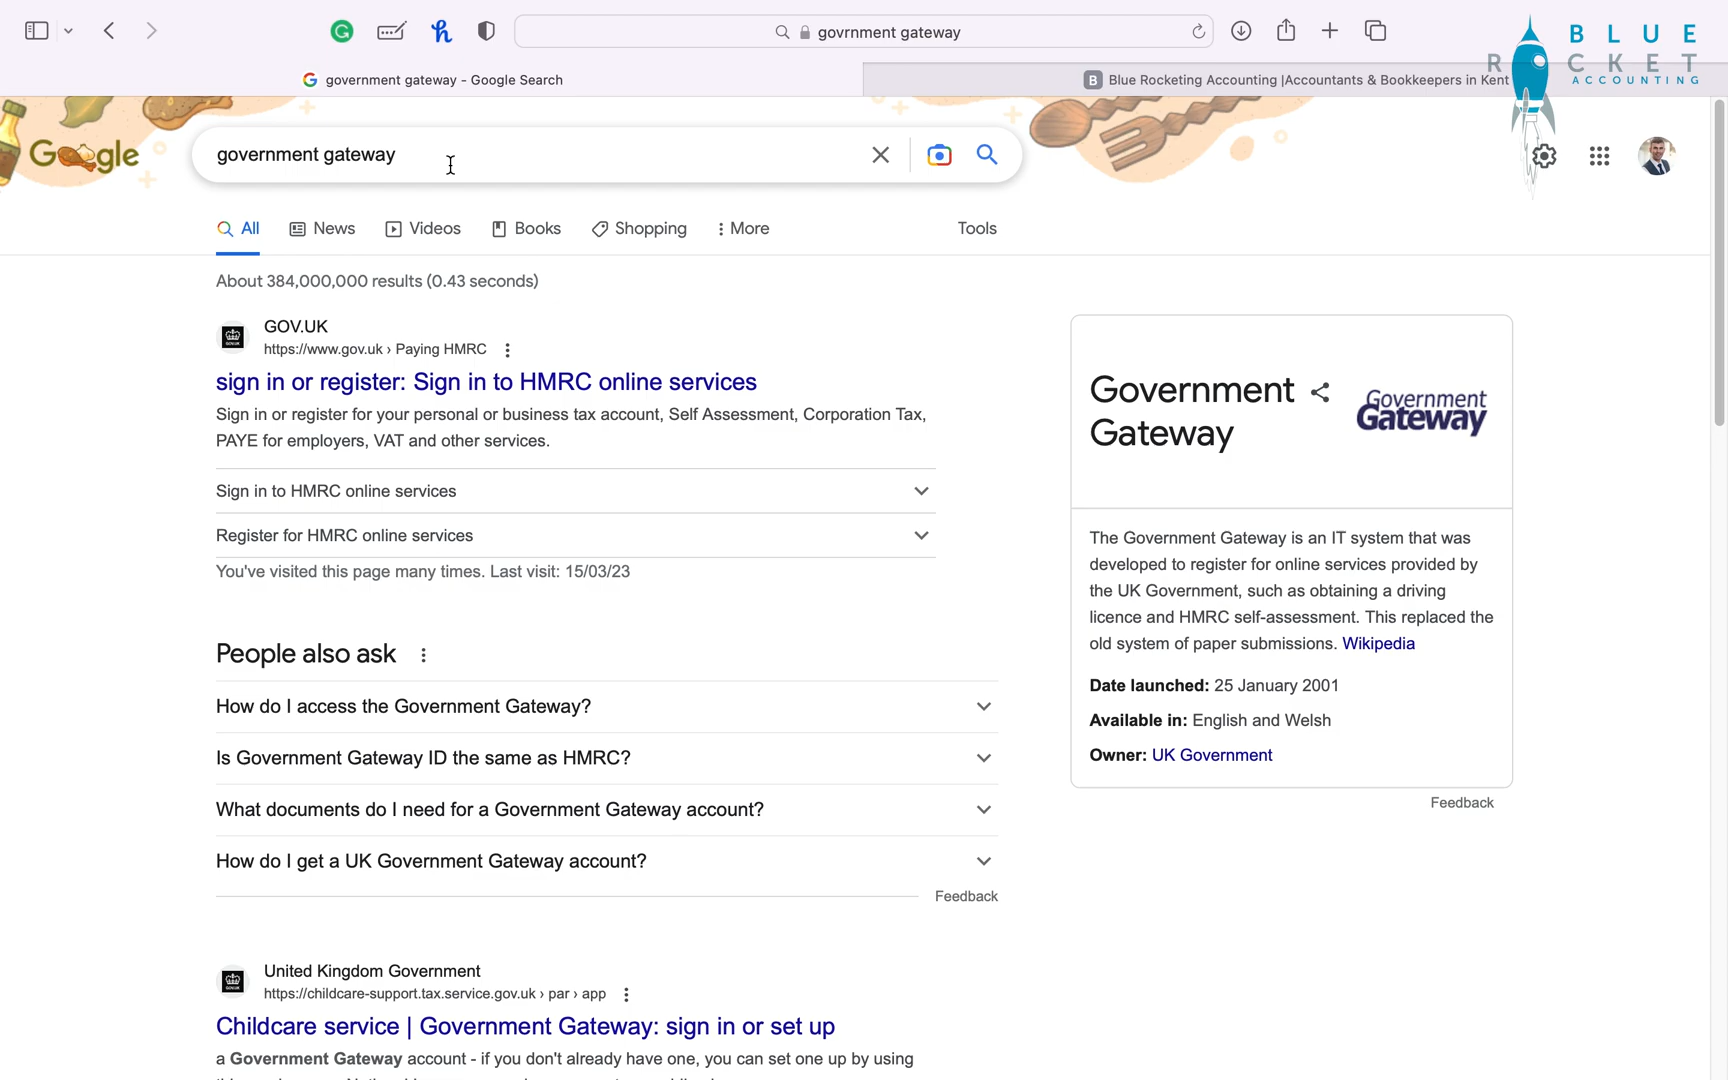 govrnment gateway
government gateway - Google Search
Blue Rocketing Accounting |Accountants & Bookkeepers in Kent
BLUE
ROCKET
ACCOUNTING
Google
government gateway
All
News
Videos
Books
Shopping
More
Tools
About 384,000,000 results (0.43 seconds)
GOV.UK
https://www.gov.uk › Paying HMRC
sign in or register: Sign in to HMRC online services
Sign in or register for your personal or business tax account, Self Assessment, Corporation Tax,
PAYE for employers, VAT and other services.
Sign in to HMRC online services
Register for HMRC online services
You've visited this page many times. Last visit: 15/03/23
People also ask
How do I access the Government Gateway?
Is Government Gateway ID the same as HMRC?
What documents do I need for a Government Gateway account?
How do I get a UK Government Gateway account?
Feedback
United Kingdom Government
https://childcare-support.tax.service.gov.uk › par › app
Childcare service | Government Gateway: sign in or set up
a Government Gateway account - if you don't already have one, you can set one up by using
Government
Gateway
Government
Gateway
The Government Gateway is an IT system that was
developed to register for online services provided by
the UK Government, such as obtaining a driving
licence and HMRC self-assessment. This replaced the
old system of paper submissions. Wikipedia
Date launched: 25 January 2001
Available in: English and Welsh
Owner: UK Government
Feedback